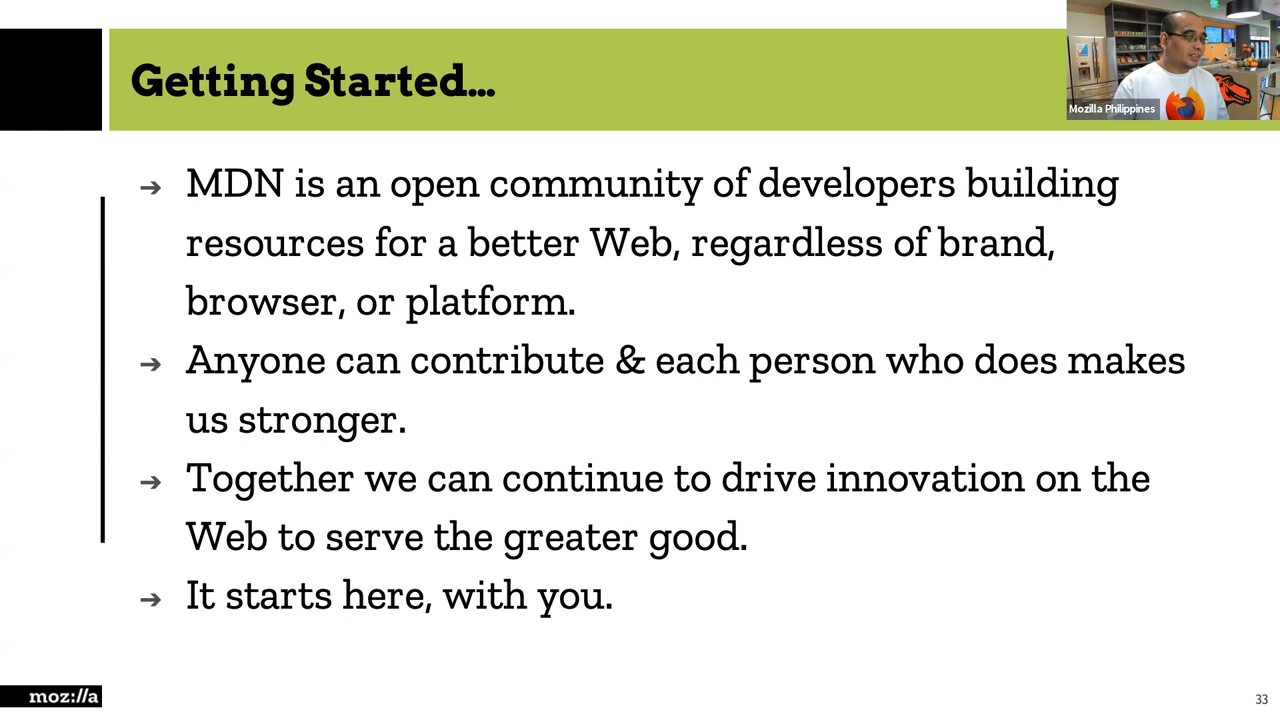 Getting Started...
Mozilla Philippines
➔ MDN is an open community of developers building
resources for a better Web, regardless of brand,
browser, or platform.
➔ Anyone can contribute & each person who does makes
us stronger.
➔ Together we can continue to drive innovation on the
Web to serve the greater good.
➔ It starts here, with you.
moz://a
33